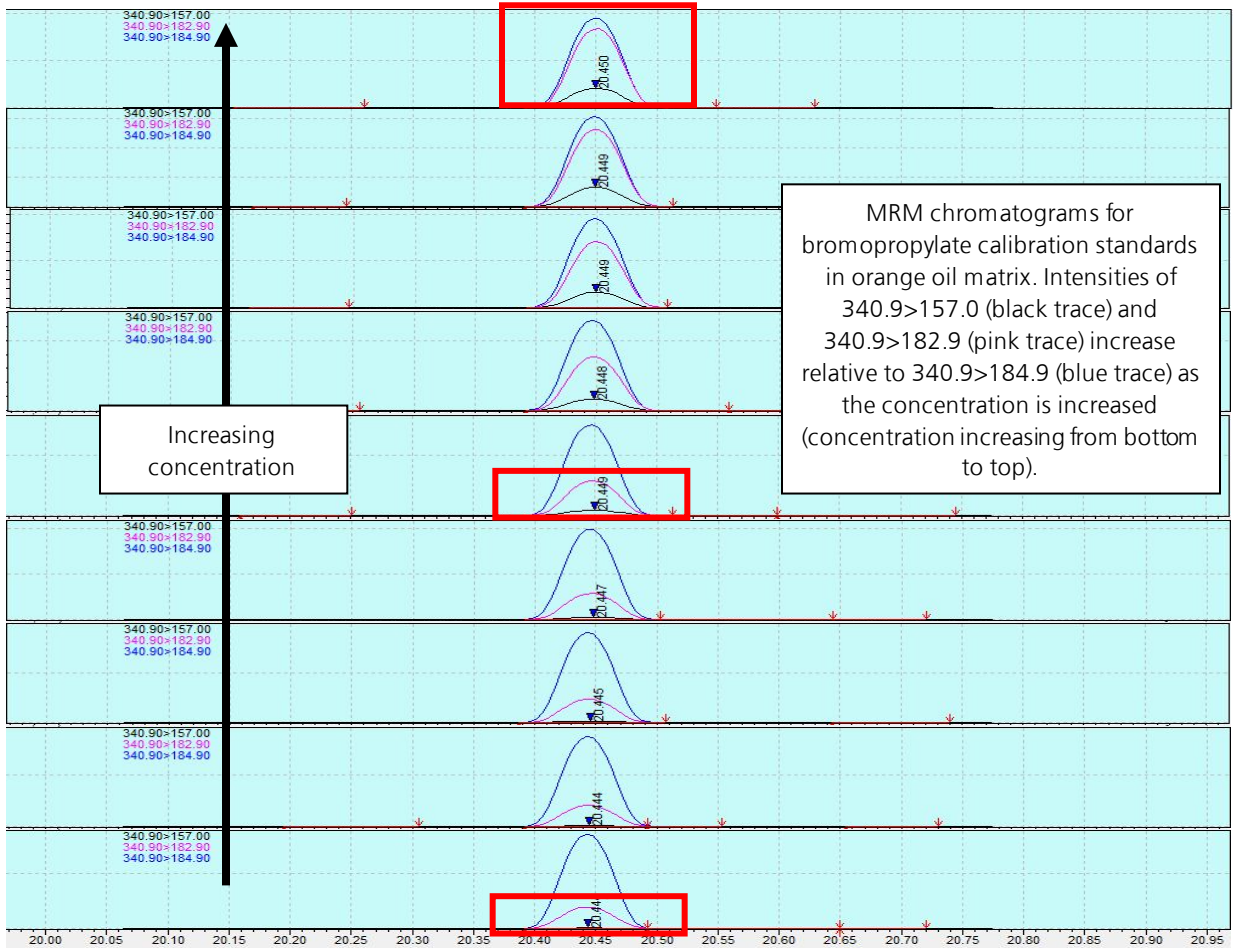 340.90>157.00
340.90>182.90
340.90>184.90
20.450
340.90>157.00
340.90>182.90
340.90>184.90
20.449
340.90>157.00
340.90>182.90
340.90>184.90
20.449
MRM chromatograms for
bromopropylate calibration standards
in orange oil matrix. Intensities of
340.9>157.0 (black trace) and
340.9>182.9 (pink trace) increase
relative to 340.9>184.9 (blue trace) as
the concentration is increased
(concentration increasing from bottom
to top).
340.90>157.00
340.90>182.90
340.90>184.90
20.448
Increasing
concentration
20.449
340.90>157.00
340.90>182.90
340.90>184.90
20.447
340.90>157.00
340.90>182.90
340.90>184.90
20.445
340.90>157.00
340.90>182.90
340.90>184.90
20.444
340.90>157.00
340.90>182.90
340.90>184.90
20.00 20.05 20.10 20.15 20.20 20.25 20.30 20.35 20.40 20.45 20.50 20.55 20.60 20.65 20.70 20.75 20.80 20.85 20.90 20.95